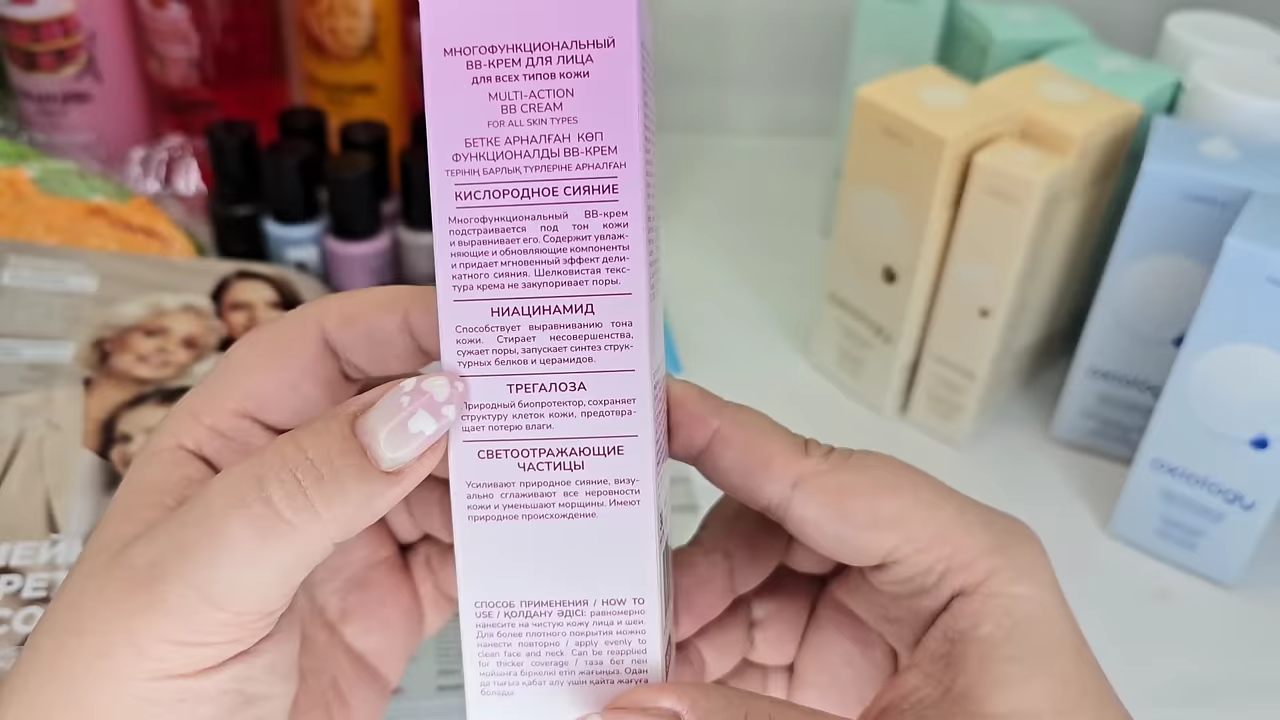 МНОГОФУНКЦИОНАЛЬНЫЙ
ВВ-КРЕМ ДЛЯ ЛИЦА
ДЛЯ ВСЕХ ТИПОВ КОЖИ
MULTI-ACTION
BB CREAM
FOR ALL SKIN TYPES
БЕТКЕ АРНАЛҒАН КӨП
ФУНКЦИОНАЛДЫ ВВ-КРЕМ
ТЕРІНІҢ БАРЛЫҚ ТҮРЛЕРІНЕ АРНАЛҒАН
КИСЛОРОДНОЕ СИЯНИЕ
Многофункциональный ВВ-крем
подстраивается под тон кожи
и выравнивает его. Содержит увлаж-
няющие и обновляющие компоненты
и придает мгновенный эффект дели-
катного сияния. Шелковистая текс-
тура крема не закупоривает поры.
НИАЦИНАМИД
Способствует выравниванию тона
кожи. Стирает несовершенства,
сужает поры, запускает синтез струк-
турных белков и церамидов.
ТРЕГАЛОЗА
Природный биопротектор, сохраняет
структуру клеток кожи, предотвра-
щает потерю влаги.
СВЕТООТРАЖАЮЩИЕ
ЧАСТИЦЫ
Усиливают природное сияние, визу-
ально сглаживают все неровности
кожи и уменьшают морщины. Имеют
природное происхождение.
СПОСОБ ПРИМЕНЕНИЯ / HOW TO
USE / ҚОЛДАНУ ӘДІСІ: равномерно
нанесите на чистую кожу лица и шеи.
Для более плотного покрытия можно
нанести повторно / apply evenly to
clean face and neck. Can be reapplied
for thicker coverage / таза бет пен
мойынға біркелкі етіп жағыңыз. Одан
да тығыз қабат алу үшін қайта жағуға
болады.
oxiology